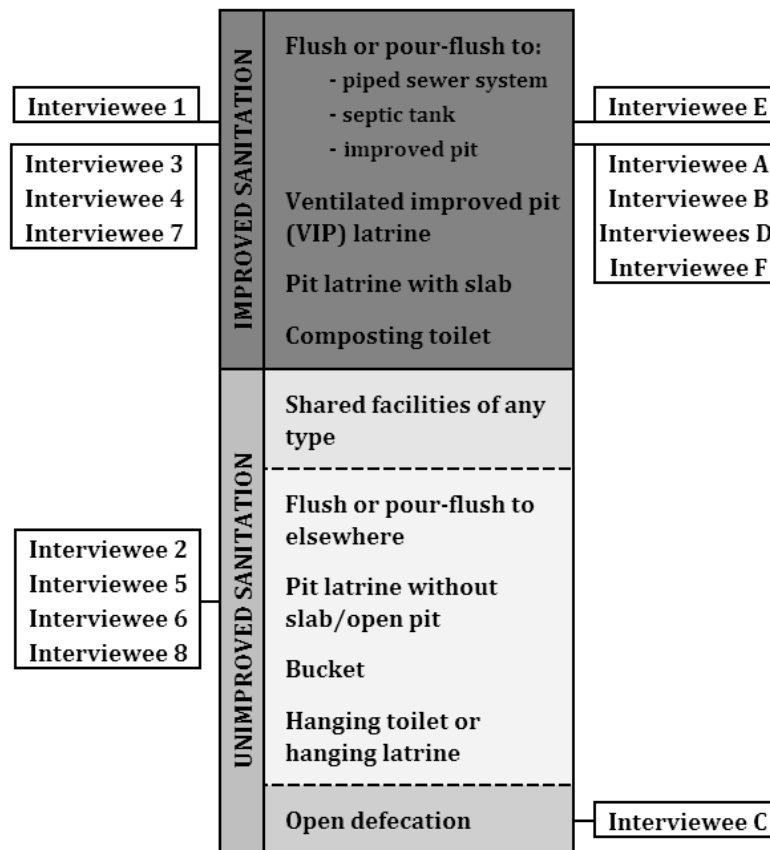 Interviewee 1
Interviewee 3
Interviewee 4
Interviewee 7
Interviewee 2
Interviewee 5
Interviewee 6
Interviewee 8
IMPROVED SANITATION
Flush or pour-flush to:
- piped sewer system
- septic tank
- improved pit
Ventilated improved pit
(VIP) latrine
Pit latrine with slab
Composting toilet
UNIMPROVED SANITATION
Shared facilities of any
type
Flush or pour-flush to
elsewhere
Pit latrine without
slab/open pit
Bucket
Hanging toilet or
hanging latrine
Open defecation
Interviewee E
Interviewee A
Interviewee B
Interviewees D
Interviewee F
Interviewee C